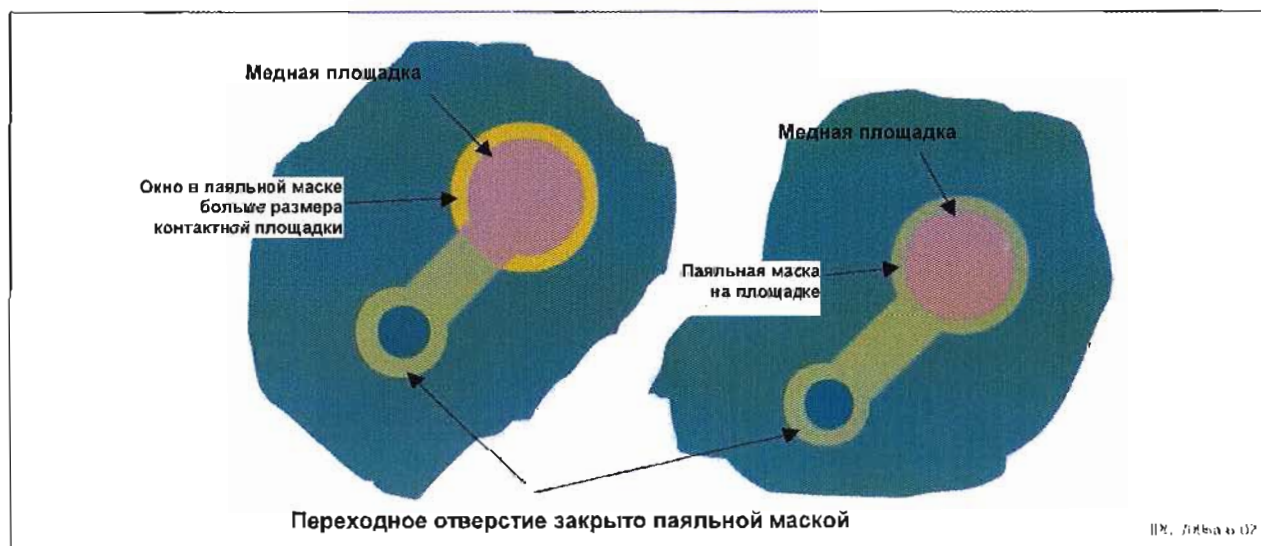 Медная площадка
Окно в паяльной маске
больше размера
контактной площадки
Медная площадка
Паяльная маска
на площадке
Переходное отверстие закрыто паяльной маской